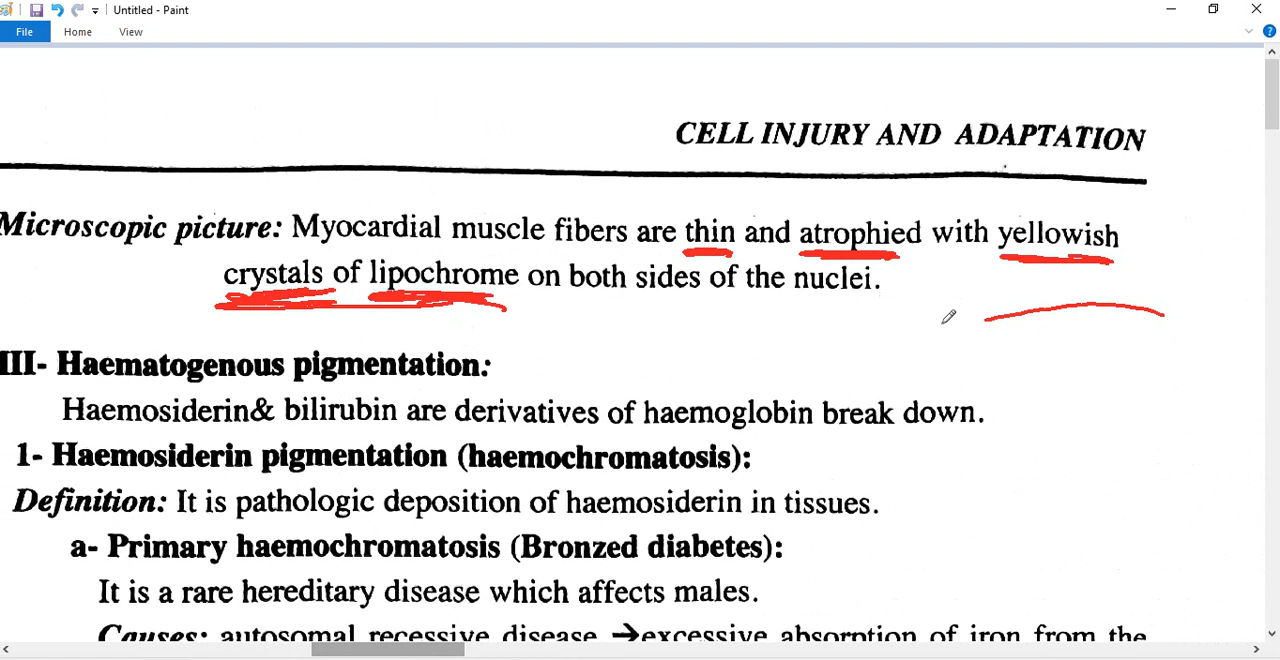 Untitled - Paint
File Home View
CELL INJURY AND ADAPTATION
Microscopic picture: Myocardial muscle fibers are thin and atrophied with yellowish
crystals of lipochrome on both sides of the nuclei.
III- Haematogenous pigmentation:
Haemosiderin& bilirubin are derivatives of haemoglobin break down.
1- Haemosiderin pigmentation (haemochromatosis):
Definition: It is pathologic deposition of haemosiderin in tissues.
a- Primary haemochromatosis (Bronzed diabetes):
It is a rare hereditary disease which affects males.
Causes: autosomal recessive disease →excessive absorption of iron from the